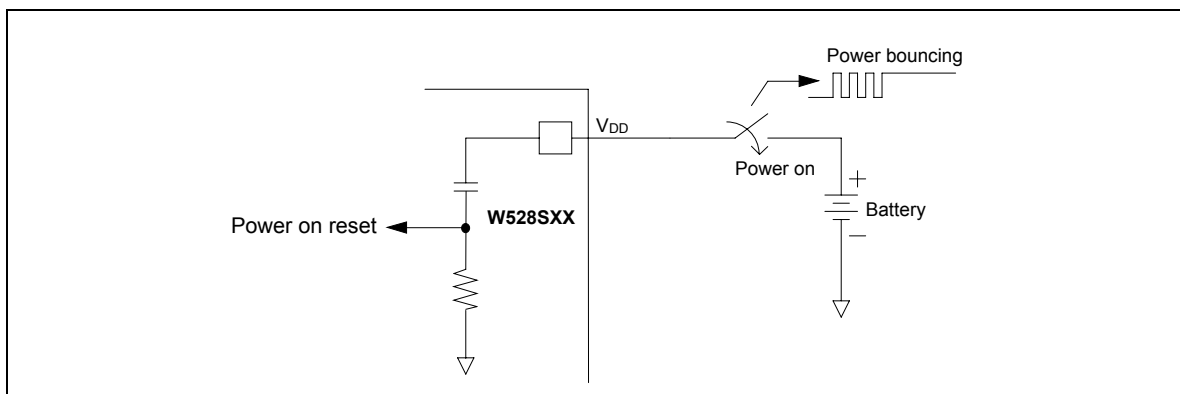 Power bouncing
VDD
Power on
+
W528SXX
Battery
Power on reset
−